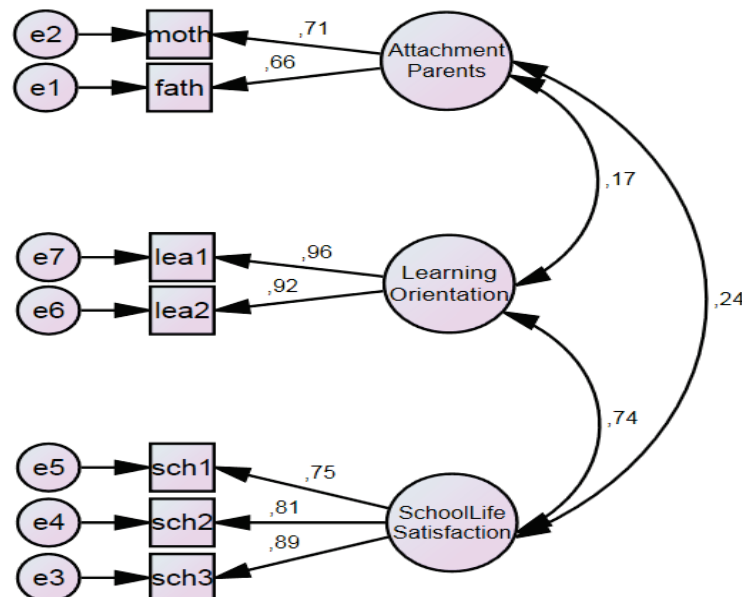 e2
moth
,71
Attachment
Parents
e1
fath
,66
,17
e7
lea1
,96
Learning
Orientation
e6
lea2
,92
,24
,74
e5
sch1
,75
e4
sch2
,81
SchoolLife
Satisfaction
e3
sch3
,89